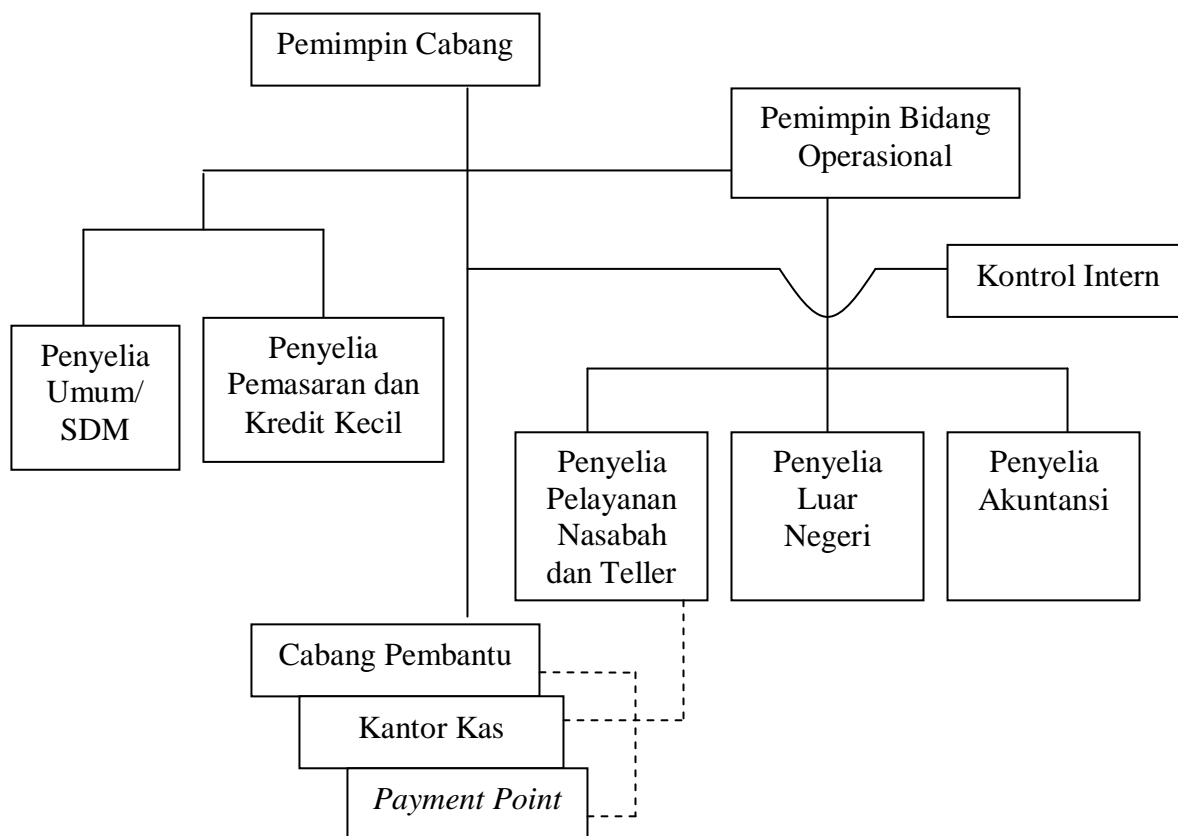 Pemimpin Cabang
Pemimpin Bidang
Operasional
Kontrol Intern
Penyelia
Umum/
SDM
Penyelia
Pemasaran dan
Kredit Kecil
Penyelia
Pelayanan
Nasabah
dan Teller
Penyelia
Luar
Negeri
Penyelia
Akuntansi
Cabang Pembantu
Kantor Kas
Payment Point